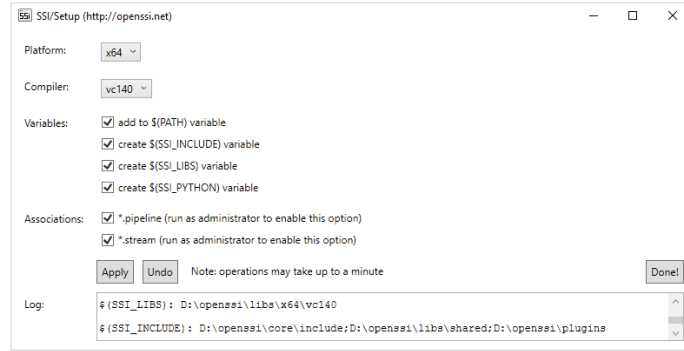 SSI SSI/Setup (http://openssi.net)
Platform: x64
Compiler: vc140
Variables: add to $(PATH) variable
create $(SSI_INCLUDE) variable
create $(SSI_LIBS) variable
create $(SSI_PYTHON) variable
Associations: *.pipeline (run as administrator to enable this option)
*.stream (run as administrator to enable this option)
Apply Undo Note: operations may take up to a minute Done!
Log: $(SSI_LIBS): D:\openssi\libs\x64\vc140
$(SSI_INCLUDE): D:\openssi\core\include;D:\openssi\libs\shared;D:\openssi\plugins